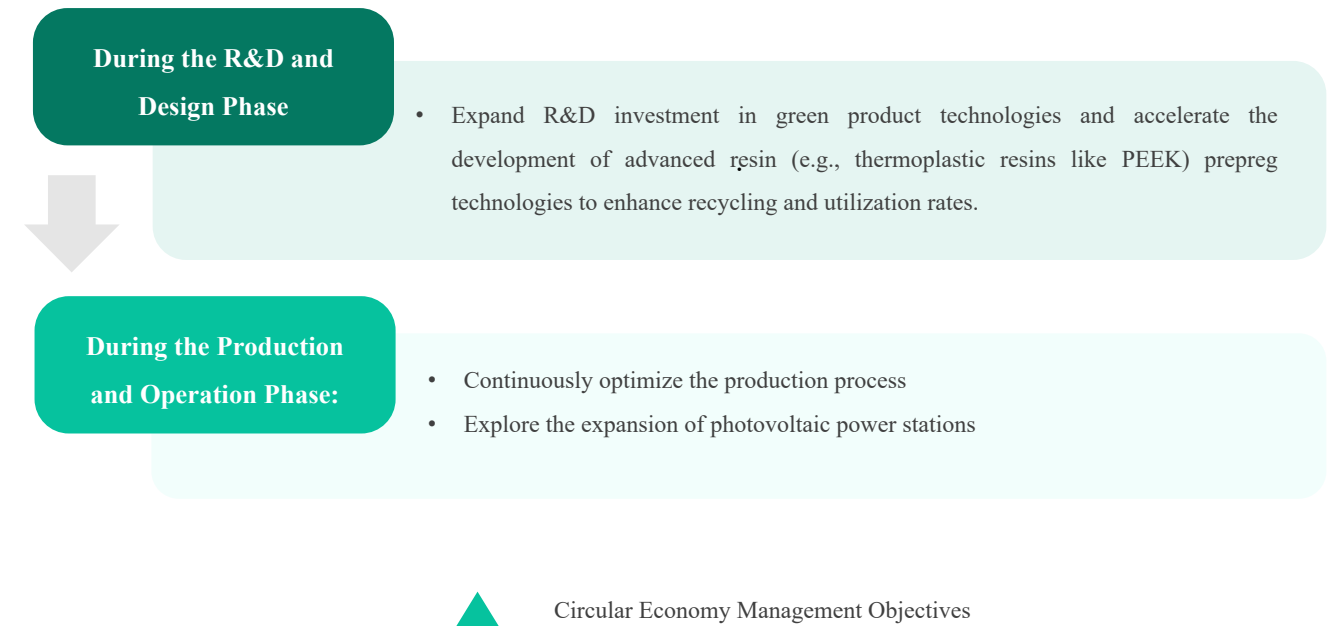 During the R&D and
Design Phase
• Expand R&D investment in green product technologies and accelerate the
development of advanced resin (e.g., thermoplastic resins like PEEK) prepreg
technologies to enhance recycling and utilization rates.
During the Production
and Operation Phase:
• Continuously optimize the production process
• Explore the expansion of photovoltaic power stations
Circular Economy Management Objectives